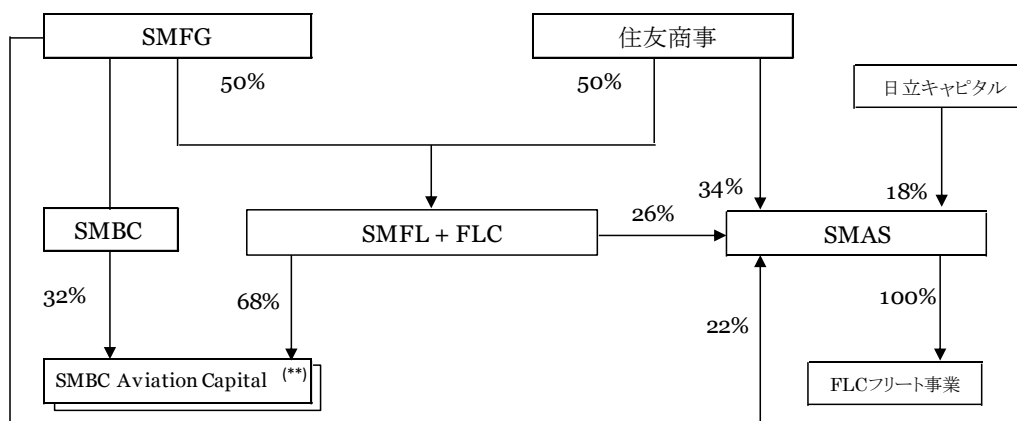 SMFG
住友商事
50%
50%
日立キャピタル
34%
18%
SMBC
SMFL + FLC
26%
SMAS
32%
68%
22%
100%
SMBC Aviation Capital (**)
FLCフリート事業